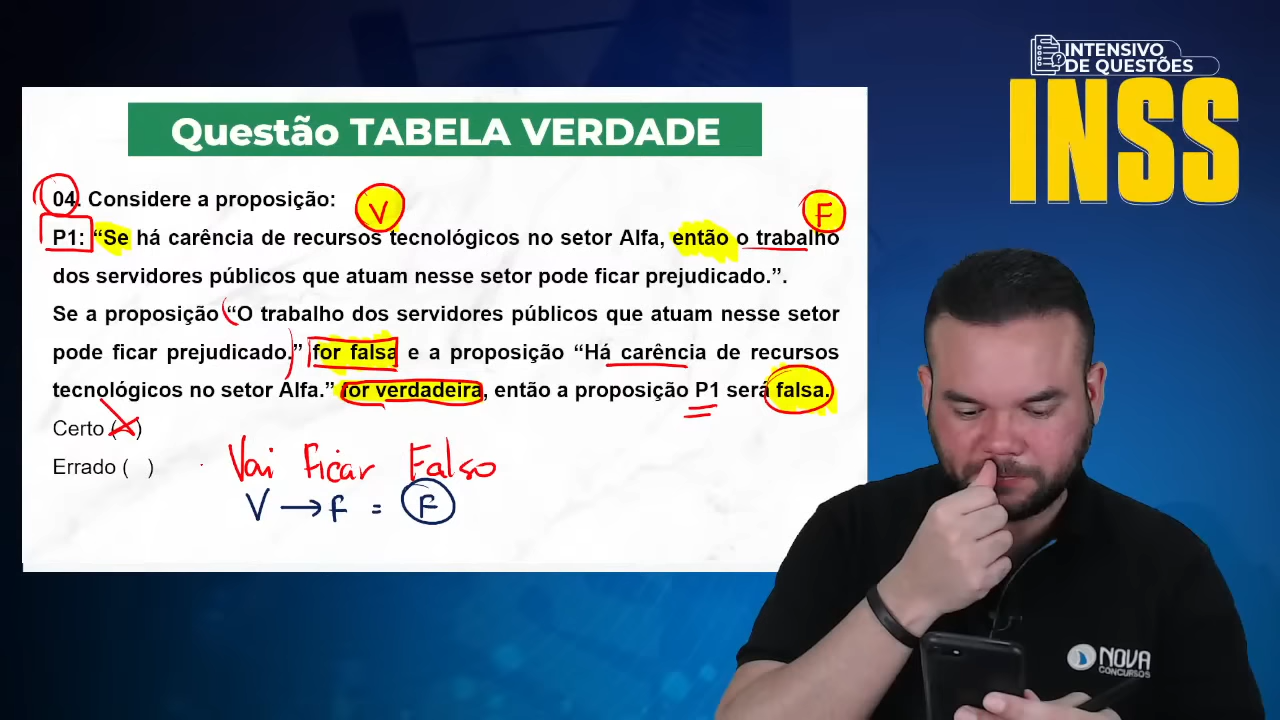 INTENSIVO
DE QUESTÕES
INSS
Questão TABELA VERDADE
04. Considere a proposição:
V
F
P1: “Se há carência de recursos tecnológicos no setor Alfa, então o trabalho
dos servidores públicos que atuam nesse setor pode ficar prejudicado.”.
Se a proposição “O trabalho dos servidores públicos que atuam nesse setor
pode ficar prejudicado.” for falsa e a proposição “Há carência de recursos
tecnológicos no setor Alfa.” for verdadeira, então a proposição P1 será falsa.
Certo (X)
Errado ( )
Vai Ficar Falso
V → F = F
NOVA
CONCURSOS